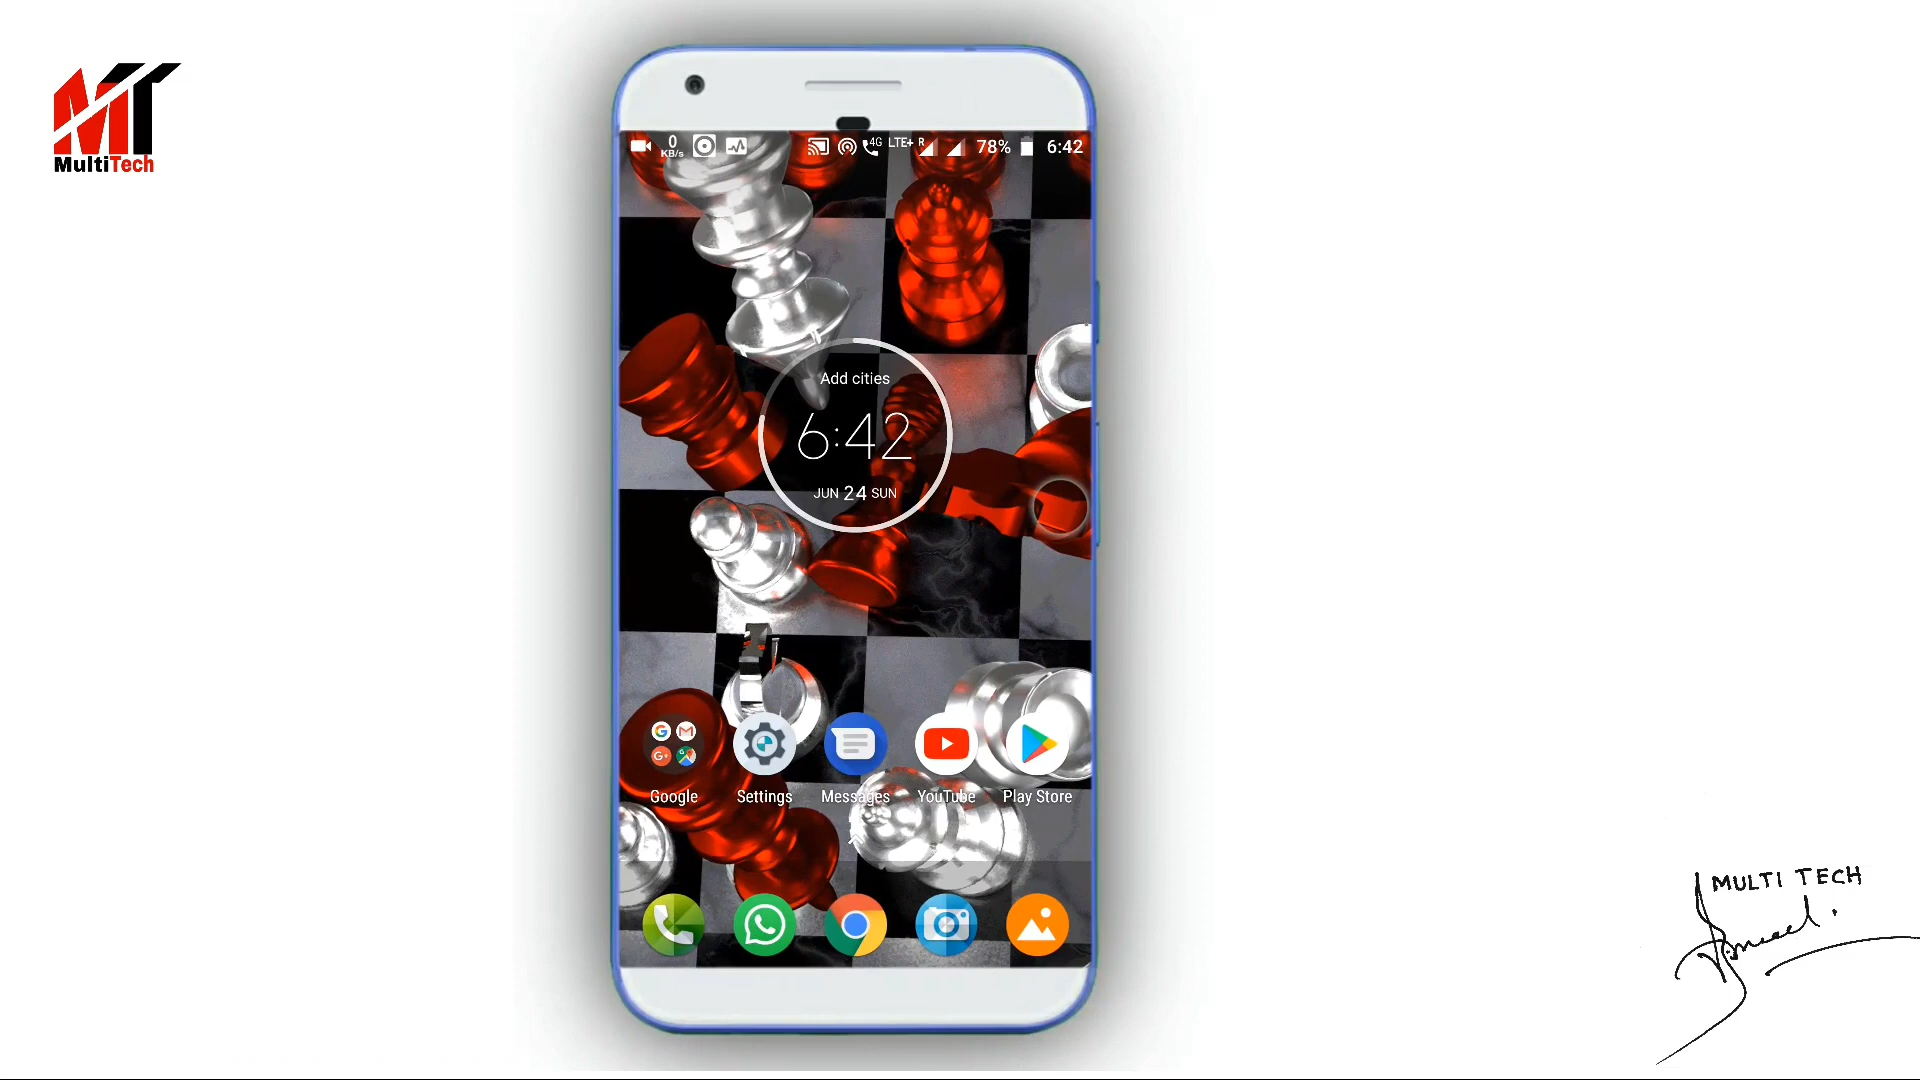 MT
MultiTech
0
KB/s
4G LTE+ R 78% 6:42
Add cities
6:42
JUN 24 SUN
Google Settings Messages YouTube Play Store
MULTI TECH